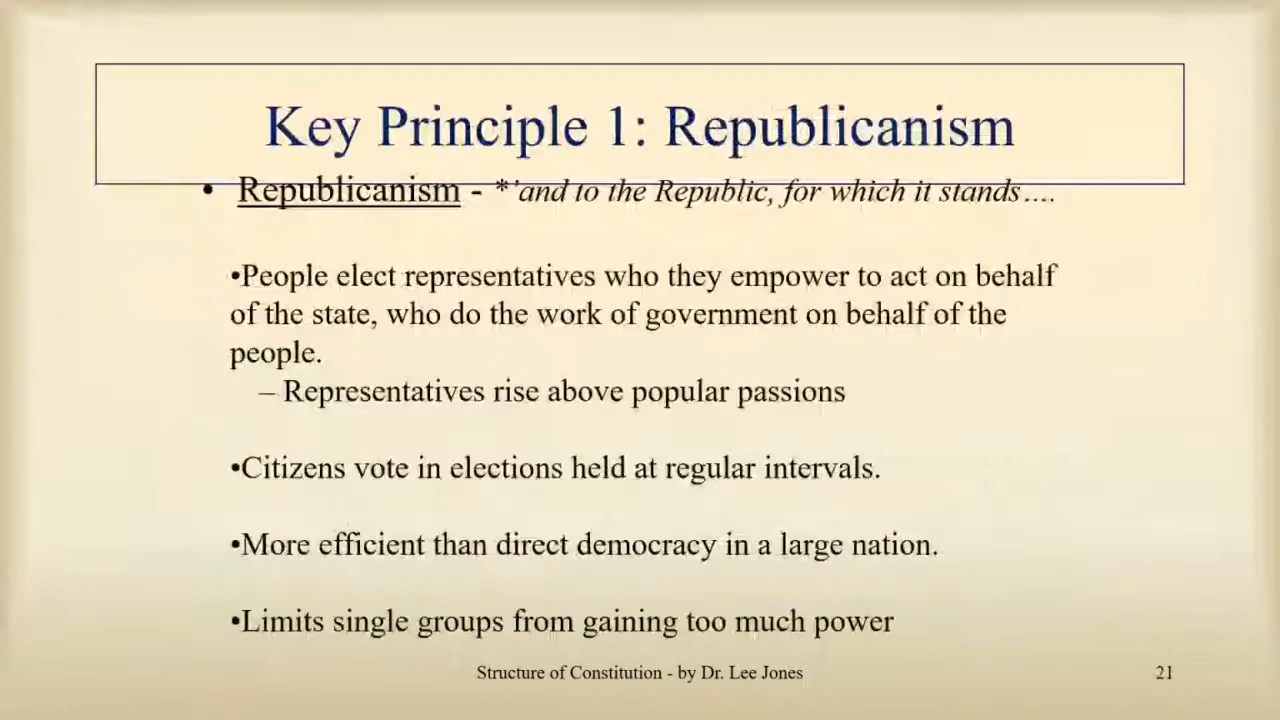 Key Principle 1: Republicanism
• Republicanism - *'and to the Republic, for which it stands….
•People elect representatives who they empower to act on behalf
of the state, who do the work of government on behalf of the
people.
– Representatives rise above popular passions
•Citizens vote in elections held at regular intervals.
•More efficient than direct democracy in a large nation.
•Limits single groups from gaining too much power
Structure of Constitution - by Dr. Lee Jones
21